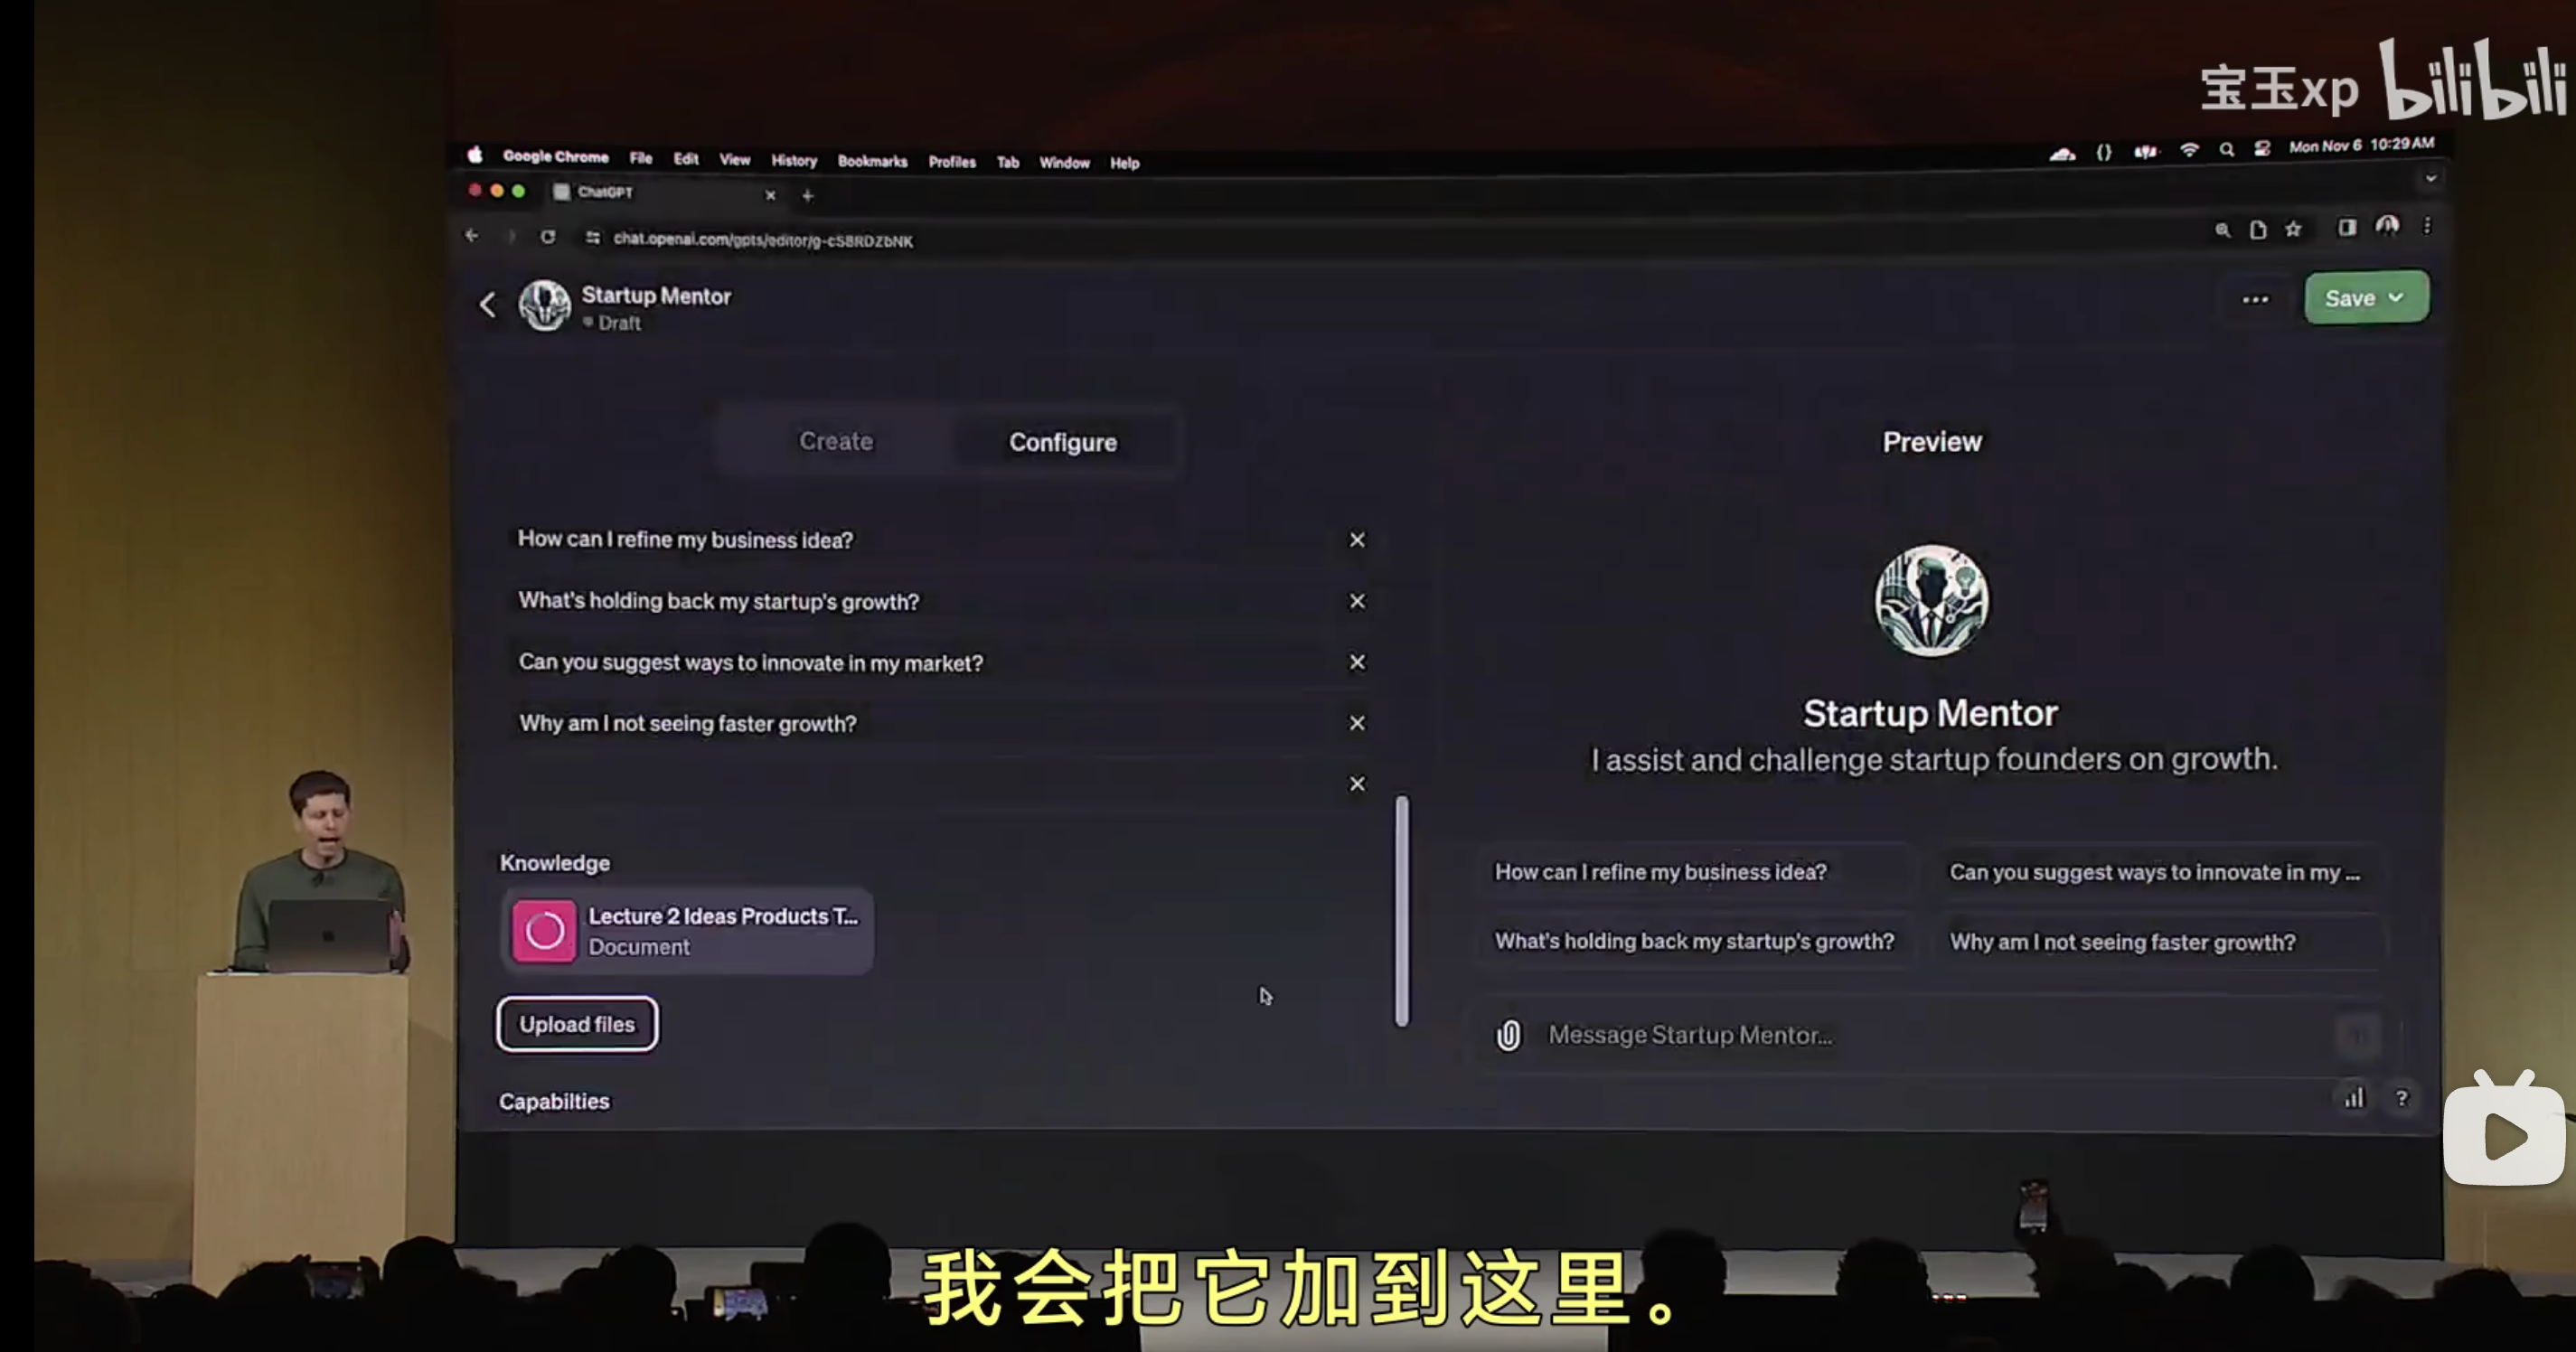 宝玉xp bilibili
Google Chrome File Edit View History Bookmarks Profiles Tab Window Help
Mon Nov 6 10:29 AM
ChatGPT
chat.openai.com/gpts/editor/g-cS8RDZbNK
Startup Mentor
Draft
Save
Create Configure
How can I refine my business idea?
What's holding back my startup's growth?
Can you suggest ways to innovate in my market?
Why am I not seeing faster growth?
Knowledge
Lecture 2 Ideas Products T...
Document
Upload files
Capabilties
Preview
Startup Mentor
I assist and challenge startup founders on growth.
How can I refine my business idea?
Can you suggest ways to innovate in my ...
What's holding back my startup's growth?
Why am I not seeing faster growth?
Message Startup Mentor...
?
我会把它加到这里。